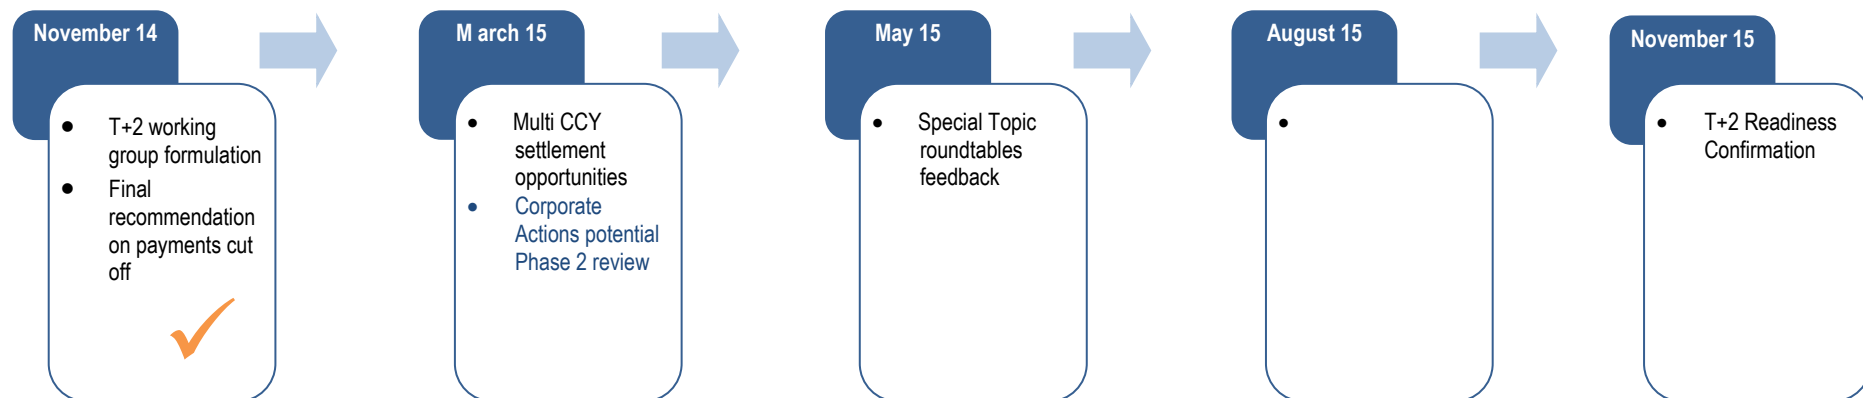 November 14
● T+2 working
group formulation
● Final
recommendation
on payments cut
off
M arch 15
● Multi CCY
settlement
opportunities
● Corporate
Actions potential
Phase 2 review
May 15
● Special Topic
roundtables
feedback
August 15
●
November 15
● T+2 Readiness
Confirmation